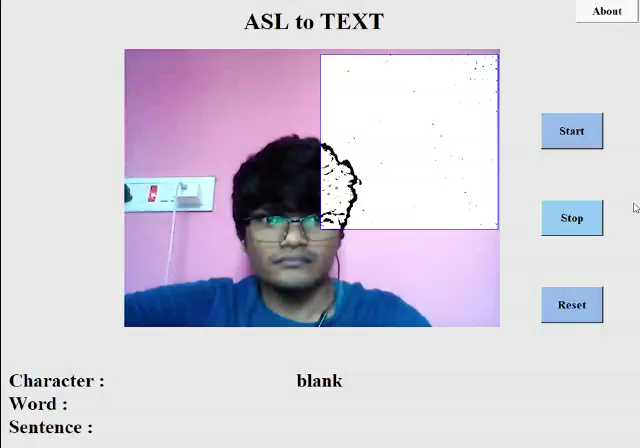 ASL to TEXT
About
Start
Stop
Reset
Character : blank
Word :
Sentence :